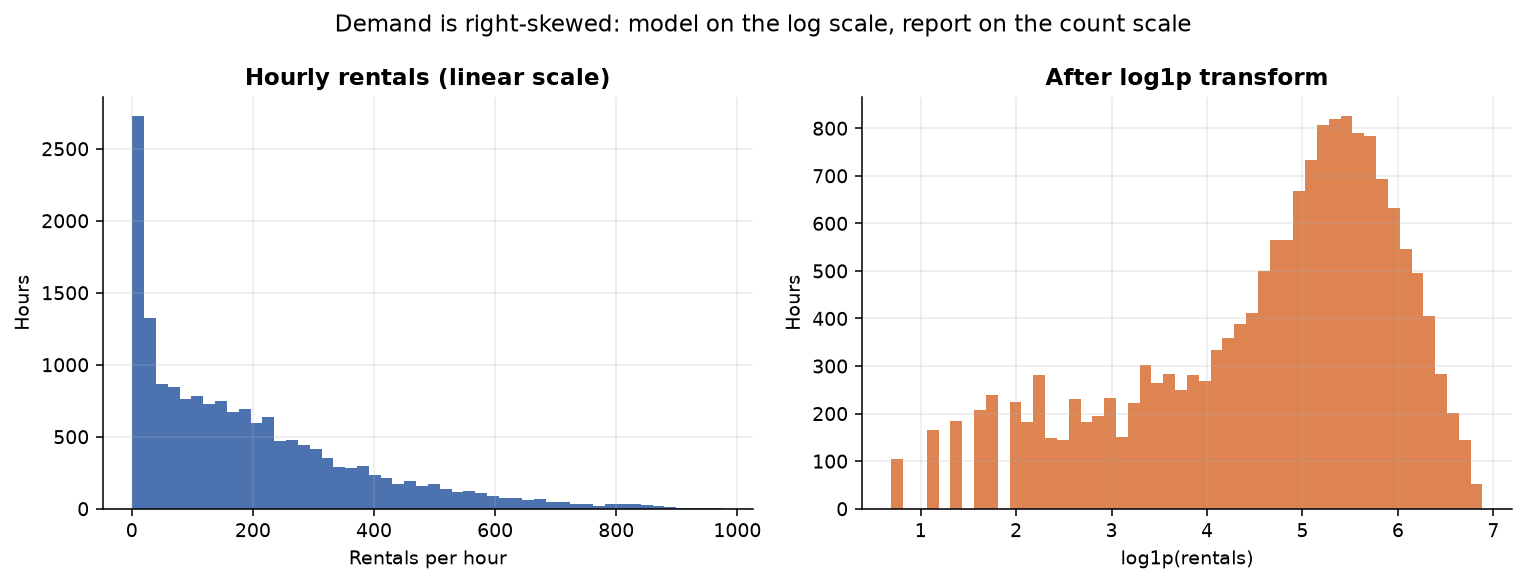 Demand is right-skewed: model on the log scale, report on the count scale
Hourly rentals (linear scale)
2500
2000
1500
1000
500
0
Hours
0 200 400 600 800 1000
Rentals per hour
After log1p transform
800
700
600
500
400
300
200
100
0
Hours
1 2 3 4 5 6 7
log1p(rentals)